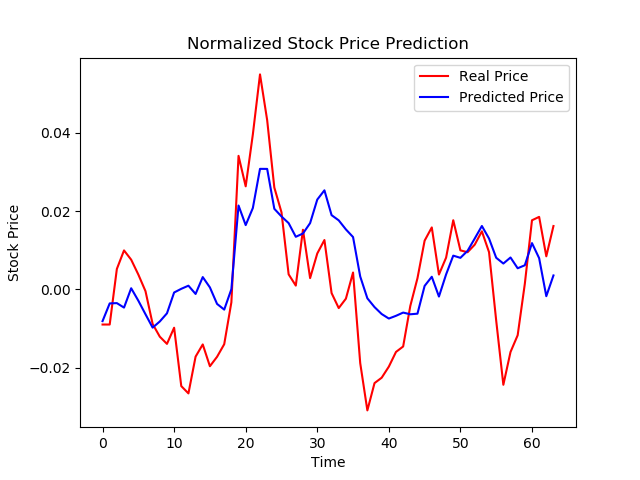 Normalized Stock Price Prediction
Real Price
Predicted Price
Stock Price
0.04
0.02
0.00
−0.02
0 10 20 30 40 50 60
Time